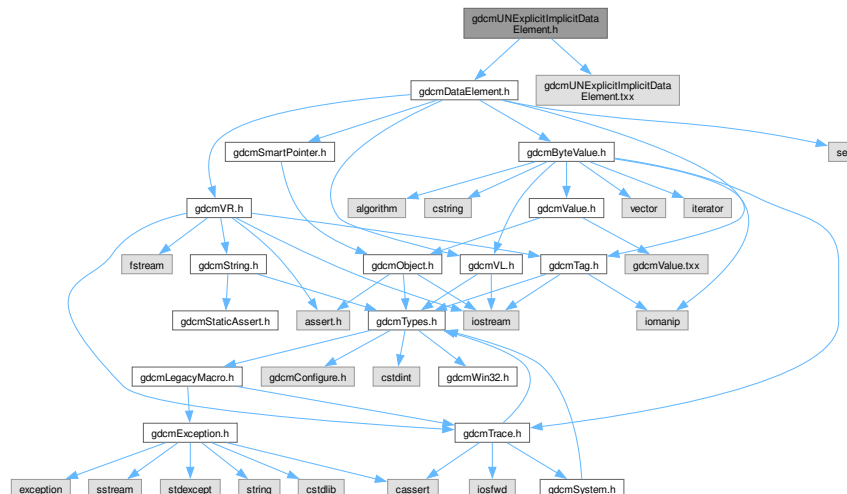 gdcmUNExplicitImplicitData
Element.h
gdcmDataElement.h
gdcmUNExplicitImplicitData
Element.txx
gdcmSmartPointer.h
gdcmByteValue.h
se
gdcmVR.h
algorithm
cstring
gdcmValue.h
vector
iterator
fstream
gdcmString.h
gdcmObject.h
gdcmVL.h
gdcmTag.h
gdcmValue.txx
gdcmStaticAssert.h
assert.h
gdcmTypes.h
iostream
iomanip
gdcmLegacyMacro.h
gdcmConfigure.h
cstdint
gdcmWin32.h
gdcmException.h
gdcmTrace.h
exception
sstream
stdexcept
string
cstdlib
cassert
iosfwd
gdcmSystem.h